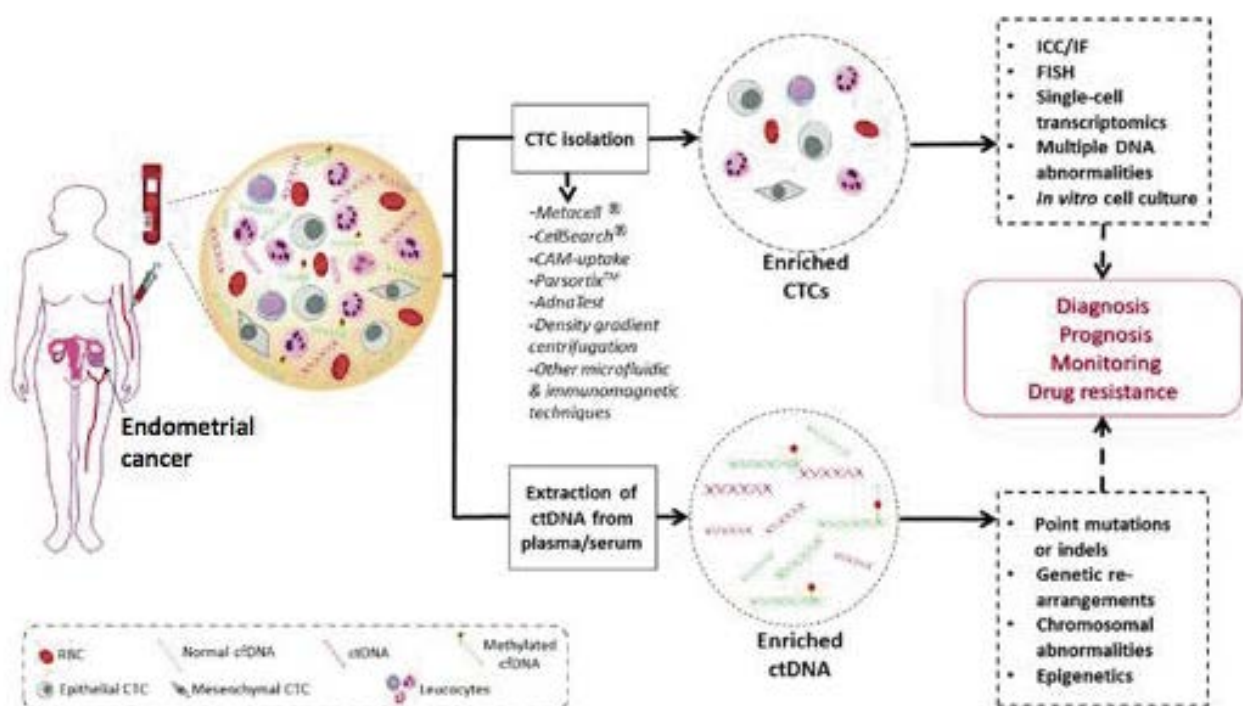 Endometrial
cancer
CTC isolation
-Metacell ®
-CellSearch®
-CAM-uptake
-Parsortix™
-AdnaTest
-Density gradient
centrifugation
-Other microfluidic
& immunomagnetic
techniques
Enriched
CTCs
• ICC/IF
• FISH
• Single-cell
transcriptomics
• Multiple DNA
abnormalities
• In vitro cell culture
Diagnosis
Prognosis
Monitoring
Drug resistance
Extraction of
ctDNA from
plasma/serum
Enriched
ctDNA
• Point mutations
or indels
• Genetic re-
arrangements
• Chromosomal
abnormalities
• Epigenetics
RBC
Normal cfDNA
ctDNA
Methylated
cfDNA
Epithelial CTC
Mesenchymal CTC
Leucocytes